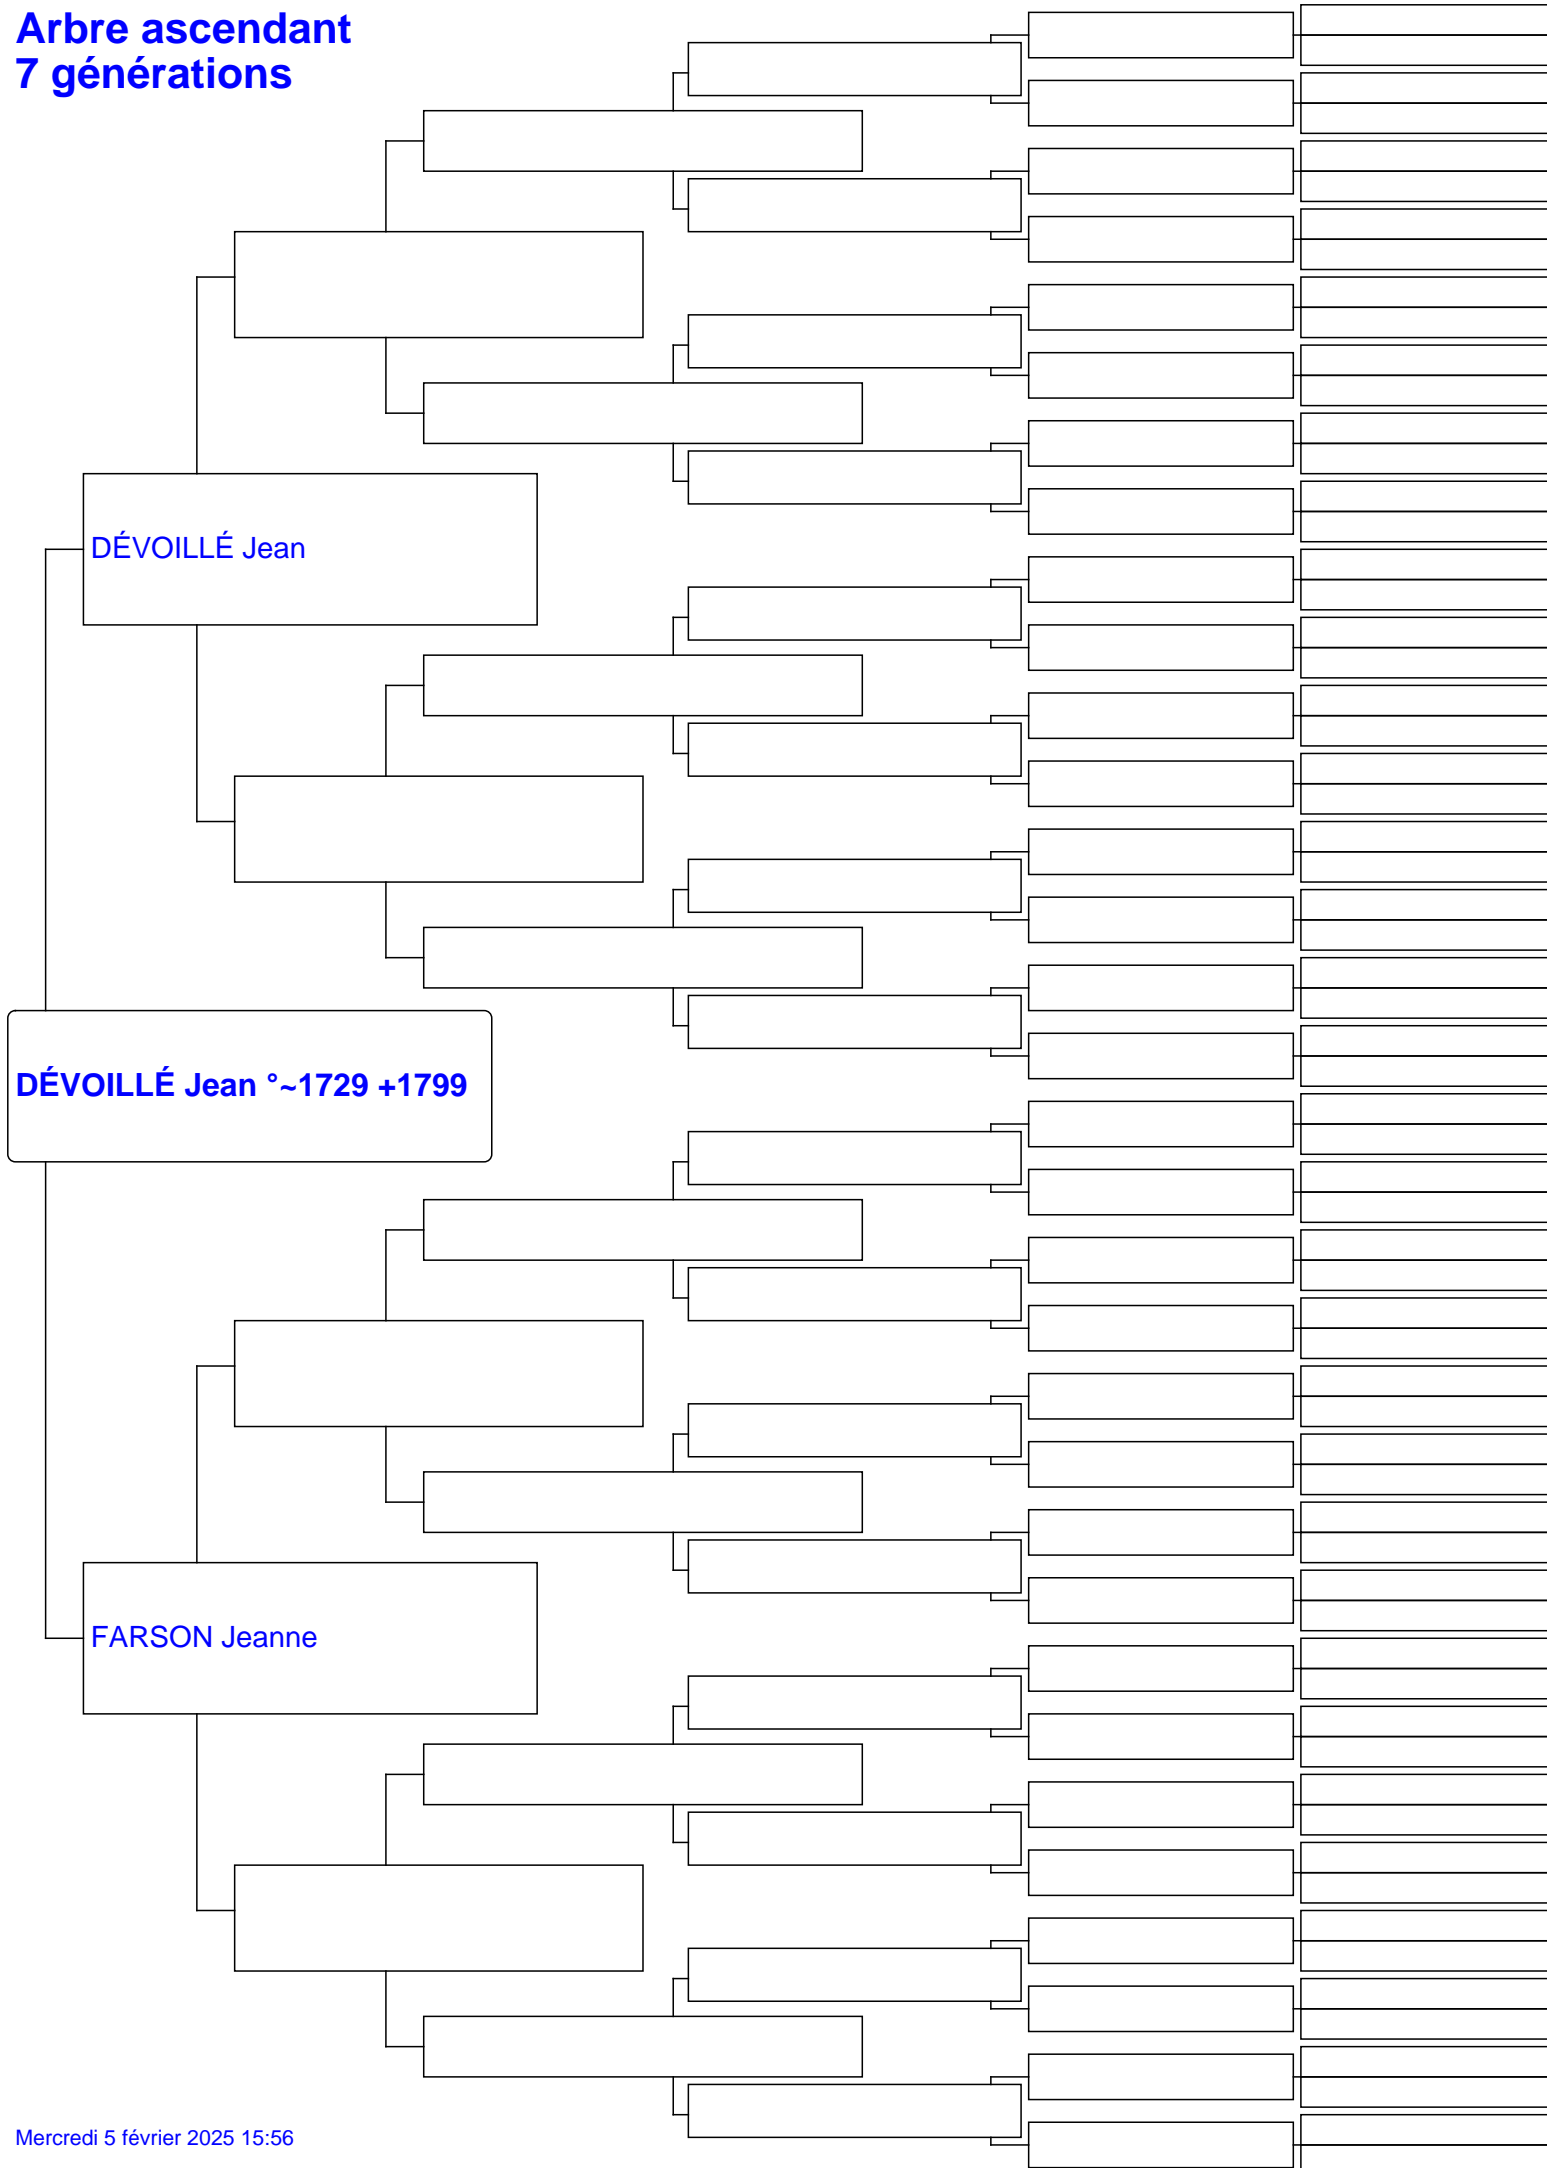 Arbre ascendant
7 générations
DÉVOILLÉ Jean
DÉVOILLÉ Jean °~1729 +1799
FARSON Jeanne
Mercredi 5 février 2025 15:56